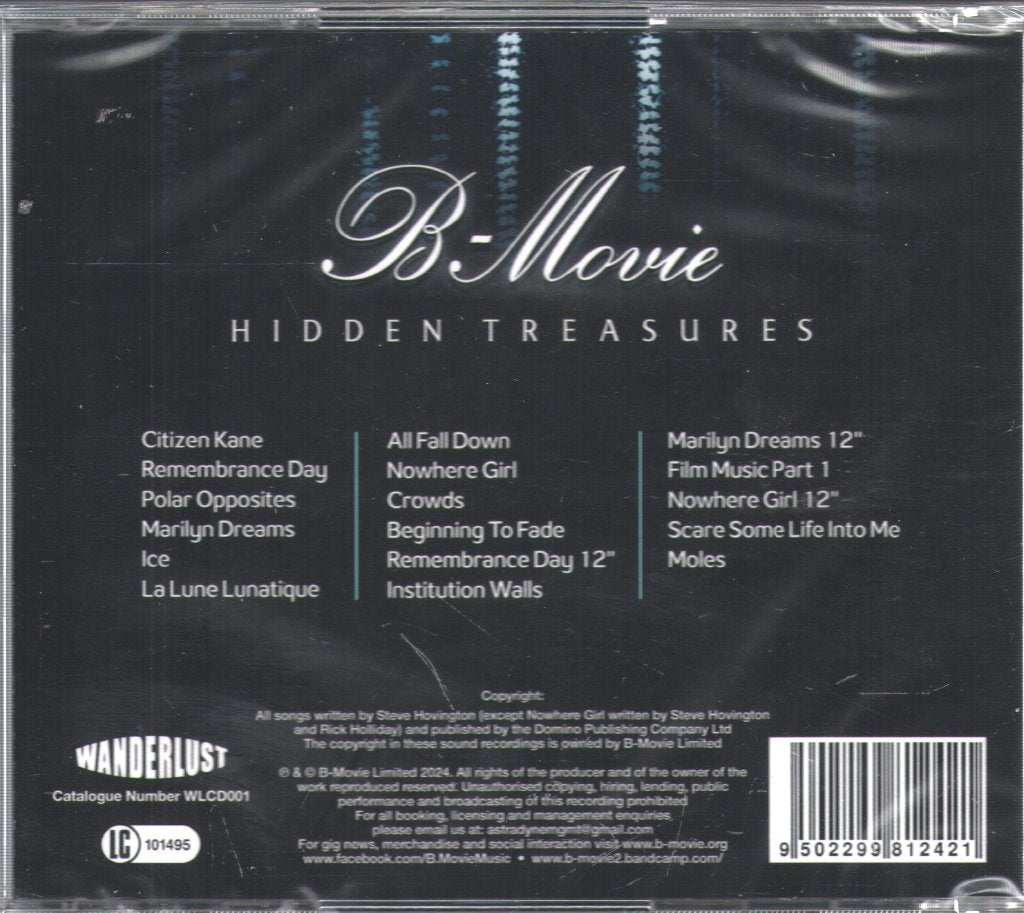 B-Movie
HIDDEN TREASURES
Citizen Kane
Remembrance Day
Polar Opposites
Marilyn Dreams
Ice
La Lune Lunatique
All Fall Down
Nowhere Girl
Crowds
Beginning To Fade
Remembrance Day 12"
Institution Walls
Marilyn Dreams 12"
Film Music Part 1
Nowhere Girl 12"
Scare Some Life Into Me
Moles
Copyright:
All songs written by Steve Hovington (except Nowhere Girl written by Steve Hovington
and Rick Holliday) and published by the Domino Publishing Company Ltd
The copyright in these sound recordings is owned by B-Movie Limited
℗ & © B-Movie Limited 2024. All rights of the producer and of the owner of the
work reproduced reserved. Unauthorised copying, hiring, lending, public
performance and broadcasting of this recording prohibited
For all booking, licensing and management enquiries
please email us at: astradynemgmt@gmail.com
For gig news, merchandise and social interaction visit www.b-movie.org
www.facebook.com/B.MovieMusic • www.b-movie2.bandcamp.com/
WANDERLUST
Catalogue Number WLCD001
LC 101495
9 502299 812421